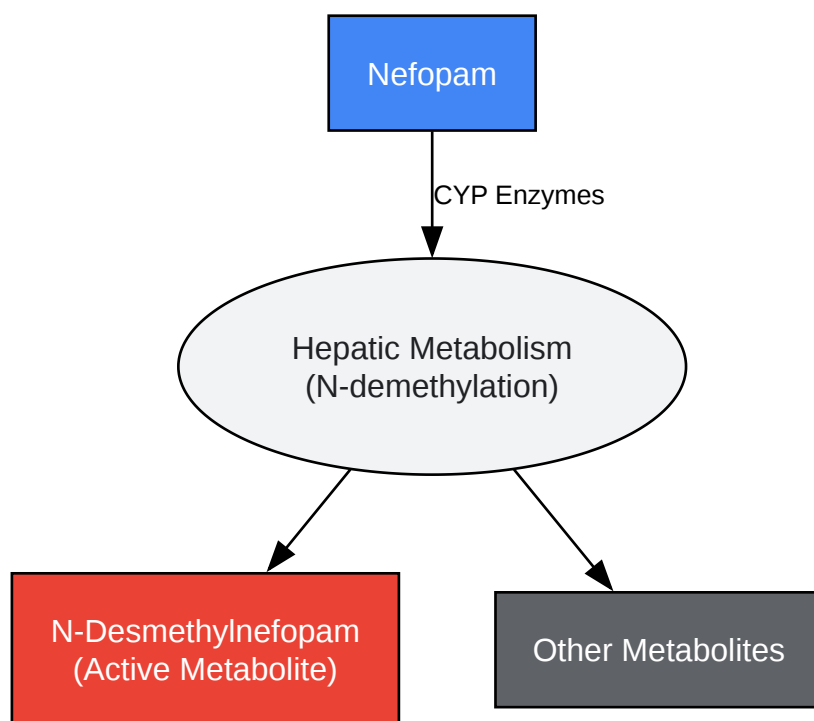 Nefopam
CYP Enzymes
Hepatic Metabolism
(N-demethylation)
N-Desmethylnefopam
(Active Metabolite)
Other Metabolites